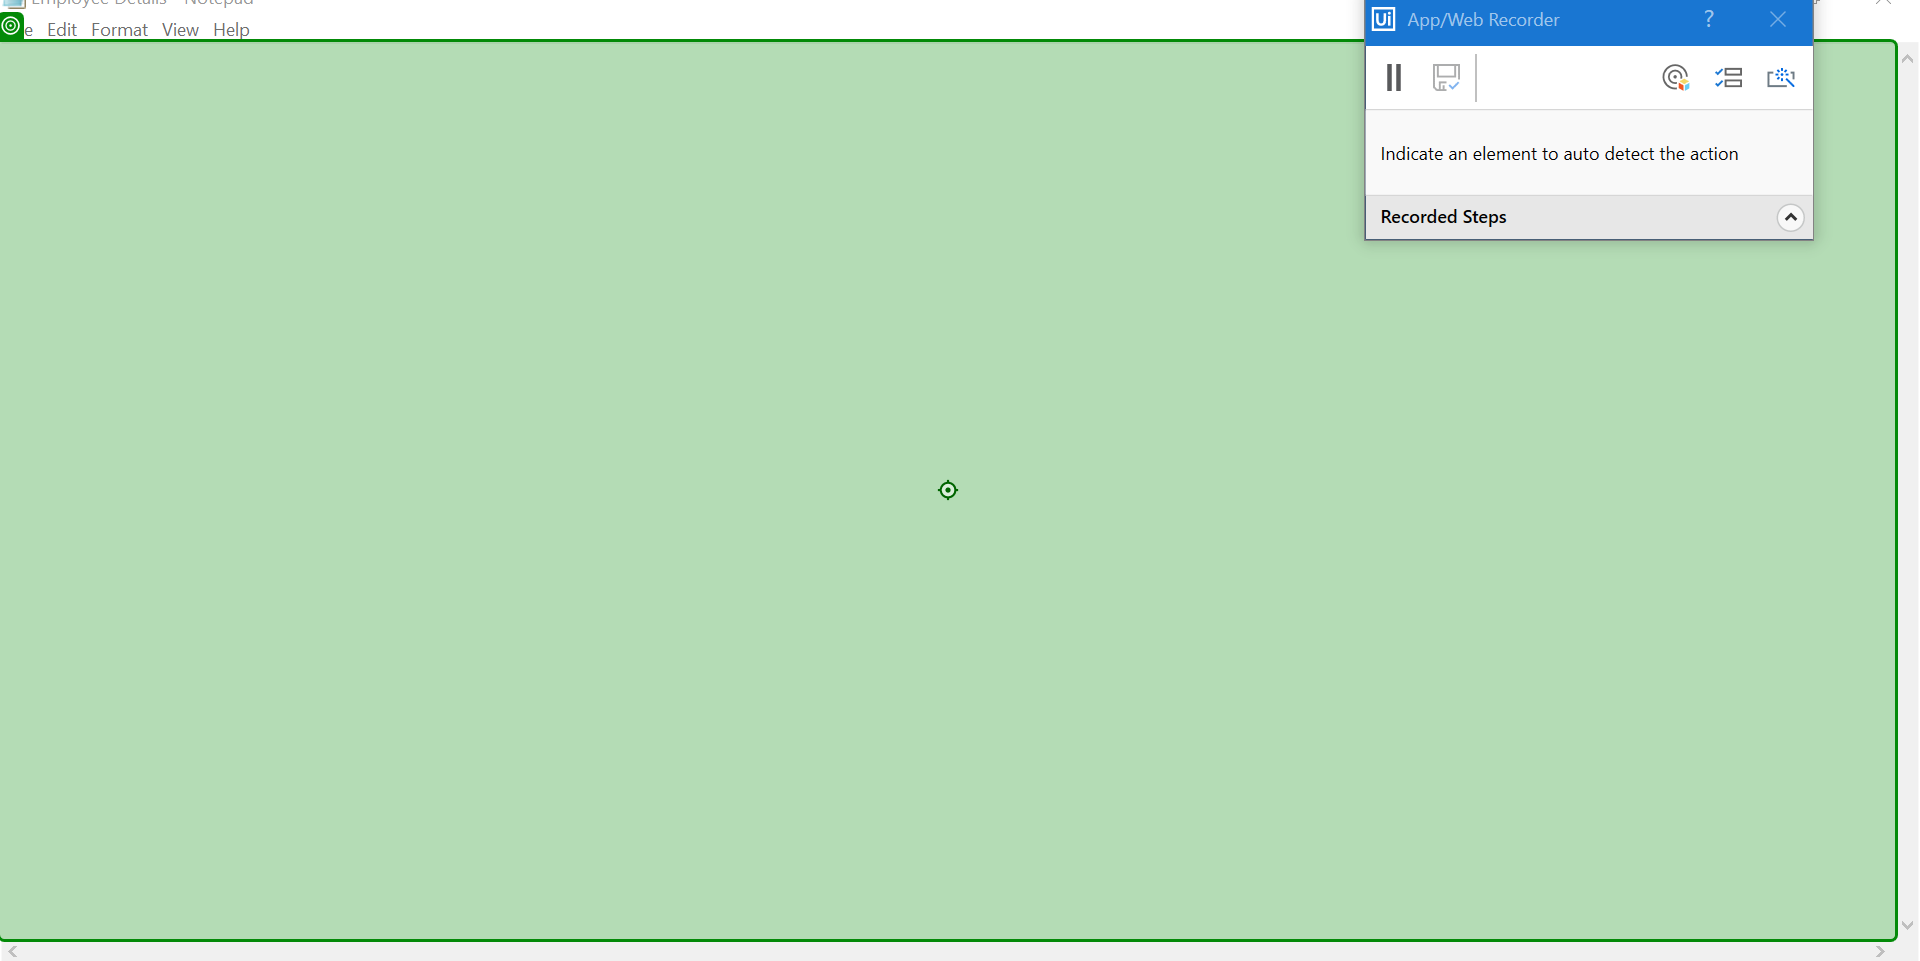 Employee Details - Notepad
e Edit Format View Help
Ui App/Web Recorder ?
Indicate an element to auto detect the action
Recorded Steps